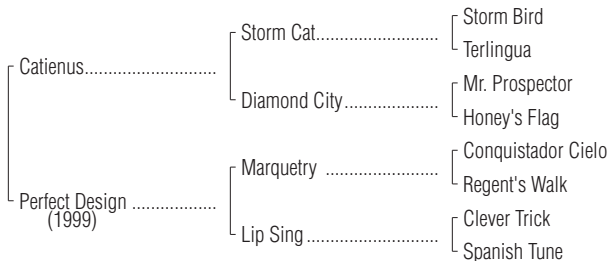 Storm Bird
Storm Cat........................
Terlingua
Catienus..........................
Mr. Prospector
Diamond City...................
Honey's Flag
Conquistador Cielo
Marquetry .......................
Regent's Walk
Perfect Design .................
(1999)
Clever Trick
Lip Sing...........................
Spanish Tune